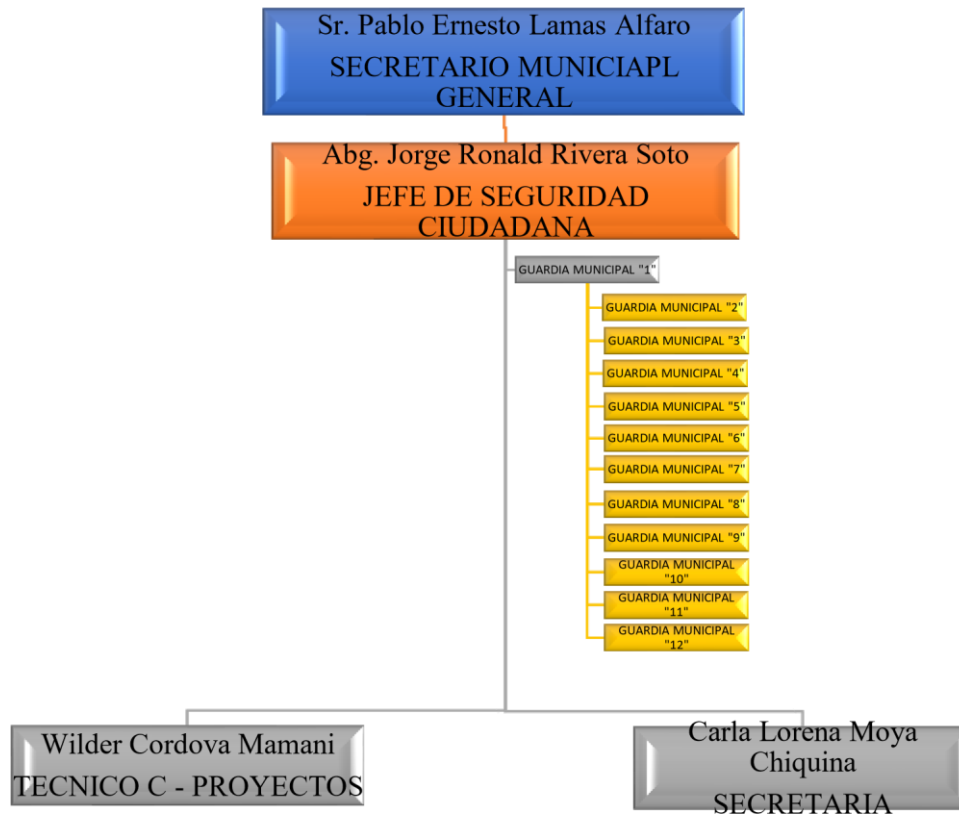 Sr. Pablo Ernesto Lamas Alfaro
SECRETARIO MUNICIAPL
GENERAL
Abg. Jorge Ronald Rivera Soto
JEFE DE SEGURIDAD
CIUDADANA
GUARDIA MUNICIPAL "1"
GUARDIA MUNICIPAL "2"
GUARDIA MUNICIPAL "3"
GUARDIA MUNICIPAL "4"
GUARDIA MUNICIPAL "5"
GUARDIA MUNICIPAL "6"
GUARDIA MUNICIPAL "7"
GUARDIA MUNICIPAL "8"
GUARDIA MUNICIPAL "9"
GUARDIA MUNICIPAL
"10"
GUARDIA MUNICIPAL
"11"
GUARDIA MUNICIPAL
"12"
Wilder Cordova Mamani
TECNICO C - PROYECTOS
Carla Lorena Moya
Chiquina
SECRETARIA